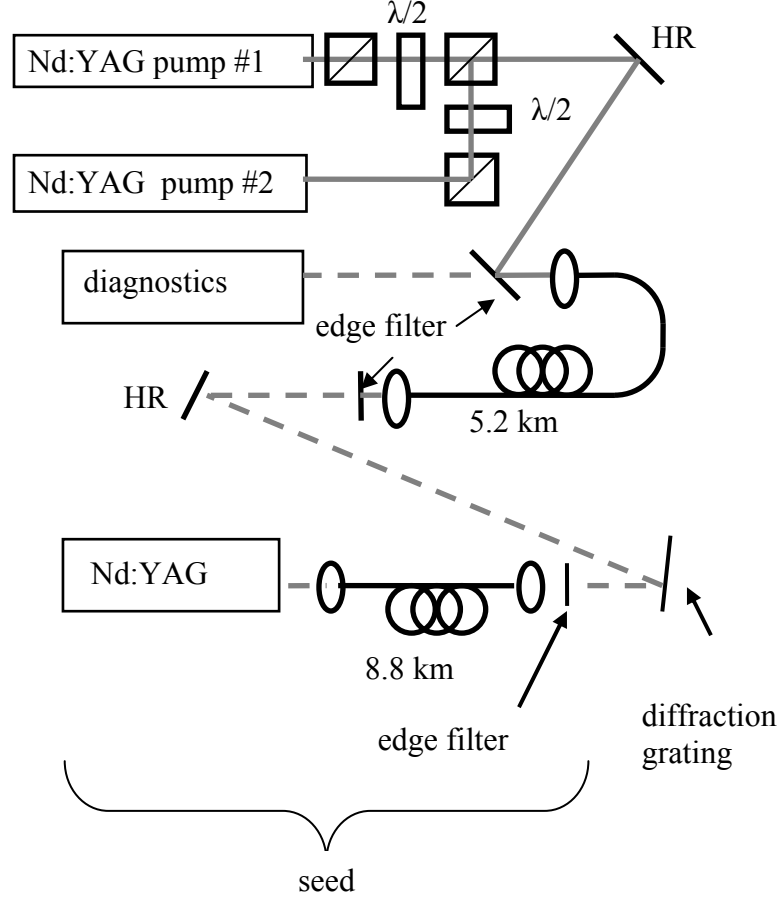 λ/2
HR
Nd:YAG pump #1
λ/2
Nd:YAG pump #2
diagnostics
edge filter
HR
5.2 km
Nd:YAG
8.8 km
edge filter
diffraction
grating
seed